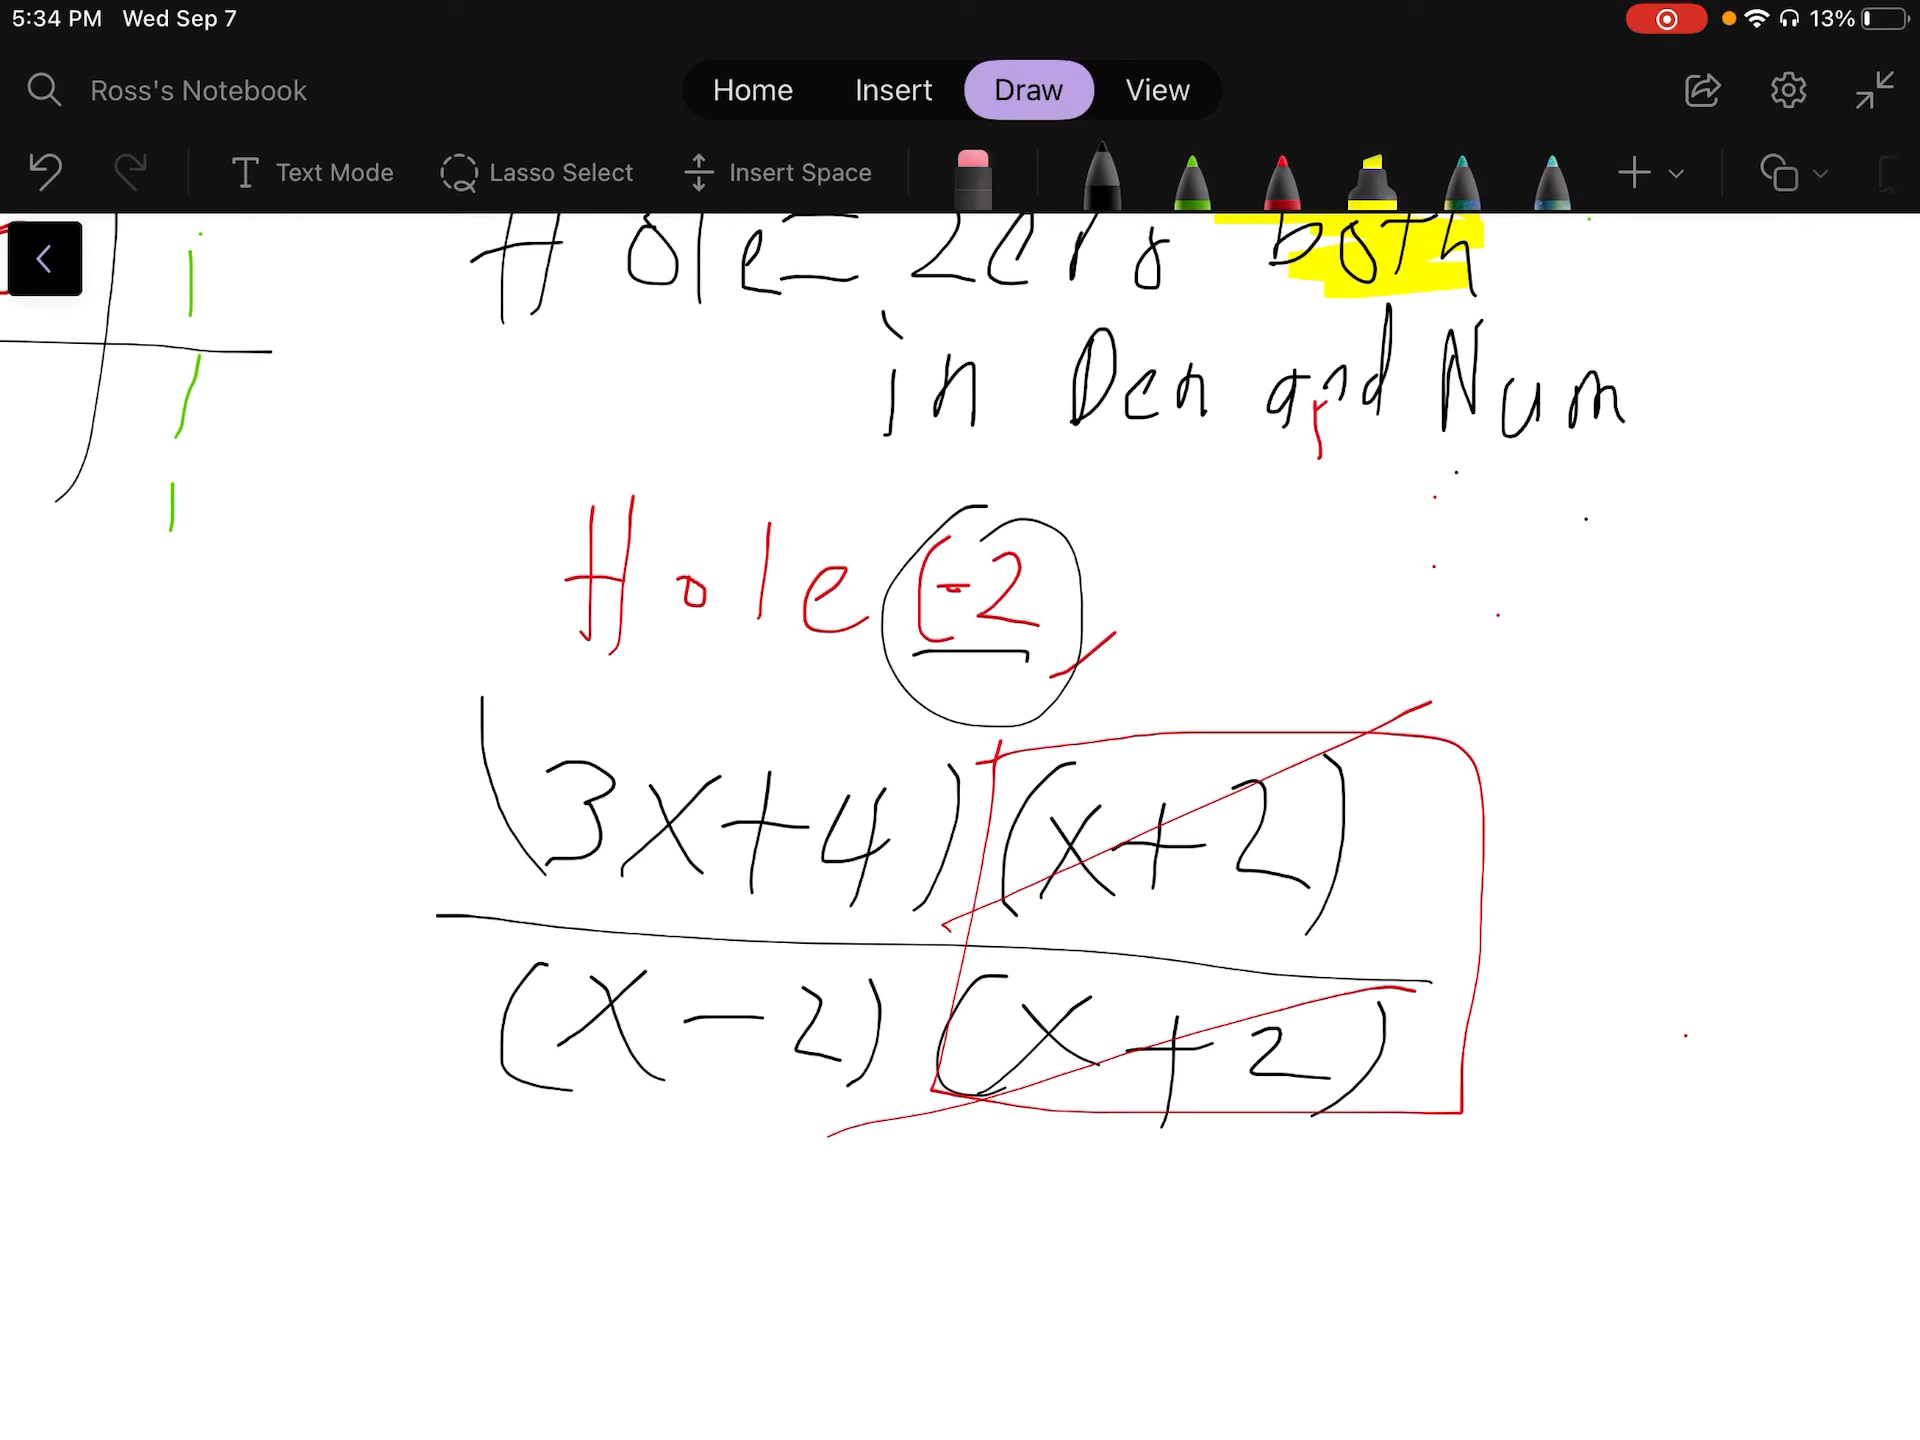 5:34 PM Wed Sep 7 13%
Ross's Notebook Home Insert Draw View
Text Mode Lasso Select Insert Space
Hole = zero both
in Den and Num
Hole (-2,
(3x+4)(x+2)
(x-2)(x+2)